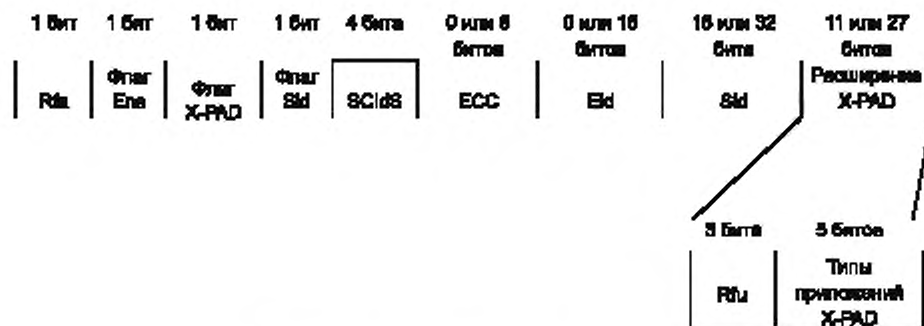 1 бит 1 бит 1 бит 1 бит 4 бита 0 или 8 битов 0 или 16 битов 16 или 32 бита 11 или 27 битов
Rfa Флаг Ens Флаг X-PAD Флаг SId SCIdS ECC EId SId Расширение X-PAD
3 бита 5 битов
Rfu Типы приложений X-PAD